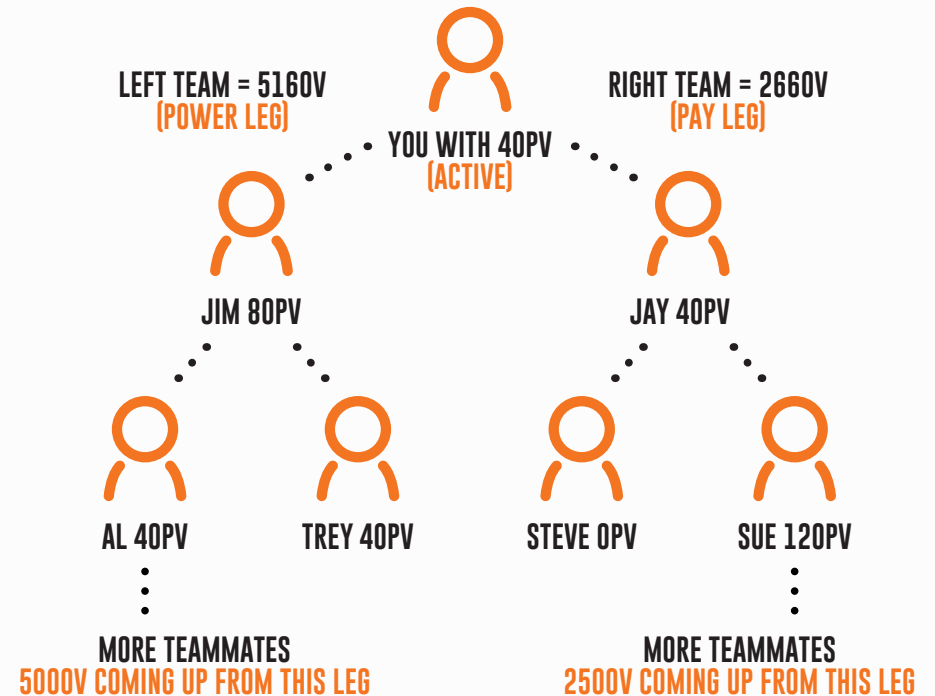 LEFT TEAM = 5160V
(POWER LEG)
RIGHT TEAM = 2660V
(PAY LEG)
YOU WITH 40PV
(ACTIVE)
JIM 80PV
JAY 40PV
AL 40PV
TREY 40PV
STEVE 0PV
SUE 120PV
MORE TEAMMATES
5000V COMING UP FROM THIS LEG
MORE TEAMMATES
2500V COMING UP FROM THIS LEG